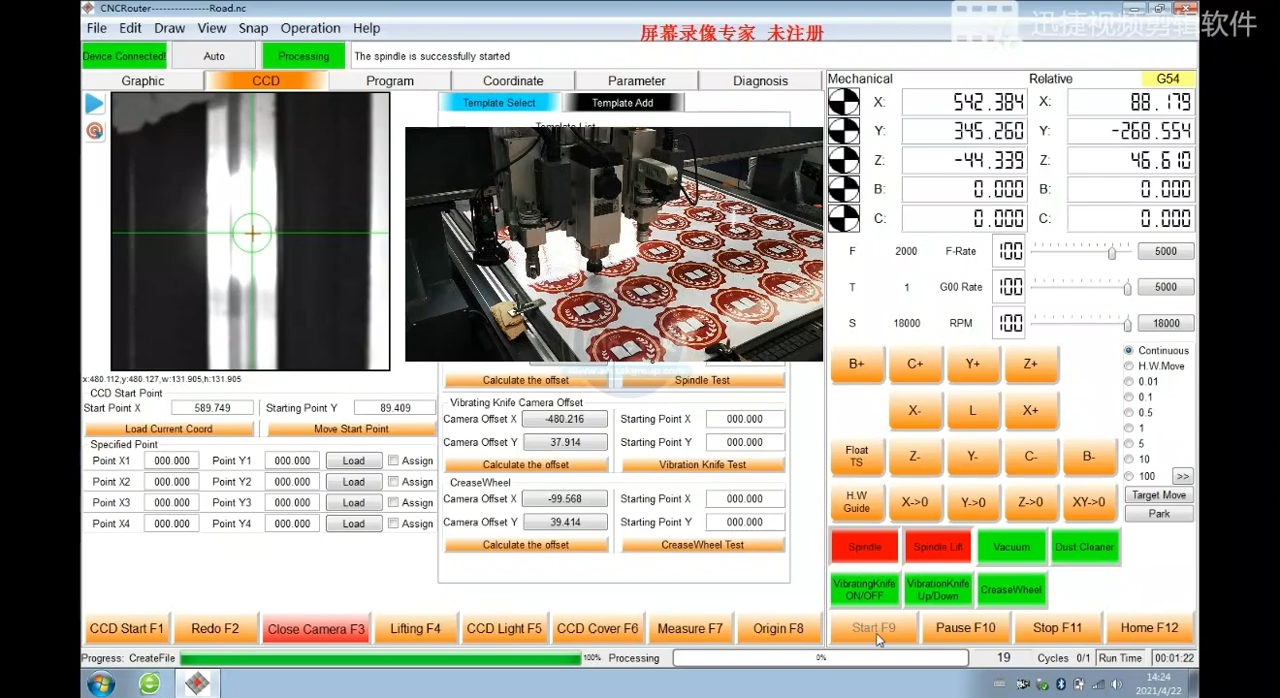 CNCRouter---------------Road.nc
File Edit Draw View Snap Operation Help
屏幕录像专家 未注册
迅捷视频剪辑软件
Device Connected! Auto Processing The spindle is successfully started
Graphic CCD Program Coordinate Parameter Diagnosis
Mechanical Relative G54
Template Select Template Add
X: 542.384 X: 88.179
Y: 345.260 Y: -268.554
Z: -44.339 Z: 46.610
B: 0.000 B: 0.000
C: 0.000 C: 0.000
F 2000 F-Rate 100 5000
T 1 G00 Rate 100 5000
S 18000 RPM 100 18000
x:480.112,y:480.127,w:131.905,h:131.905
CCD Start Point
Start Point X 589.749 Starting Point Y 89.409
Load Current Coord Move Start Point
Specified Point
Point X1 000.000 Point Y1 000.000 Load Assign
Point X2 000.000 Point Y2 000.000 Load Assign
Point X3 000.000 Point Y3 000.000 Load Assign
Point X4 000.000 Point Y4 000.000 Load Assign
Calculate the offset Spindle Test
Vibrating Knife Camera Offset
Camera Offset X -480.216 Starting Point X 000.000
Camera Offset Y 37.914 Starting Point Y 000.000
Calculate the offset Vibration Knife Test
CreaseWheel
Camera Offset X -99.568 Starting Point X 000.000
Camera Offset Y 39.414 Starting Point Y 000.000
Calculate the offset CreaseWheel Test
B+ C+ Y+ Z+
X- L X+
Float TS Z- Y- C- B-
H.W Guide X->0 Y->0 Z->0 XY->0
Continuous
H.W.Move
0.01
0.1
0.5
1
5
10
100 >>
Target Move
Park
Spindle Spindle Lift Vacuum Dust Cleaner
VibratingKnife ON/OFF VibrationKnife Up/Down CreaseWheel
CCD Start F1 Redo F2 Close Camera F3 Lifting F4 CCD Light F5 CCD Cover F6 Measure F7 Origin F8 Start F9 Pause F10 Stop F11 Home F12
Progress: CreateFile 100% Processing 0% 19 Cycles 0/1 Run Time 00:01:22
14:24
2021/4/22